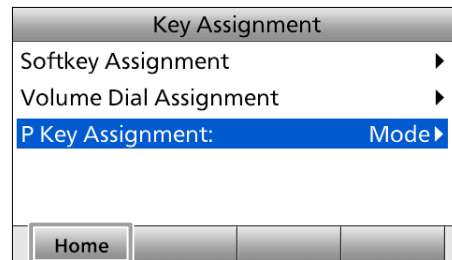 Key Assignment
Softkey Assignment
Volume Dial Assignment
P Key Assignment: Mode
Home